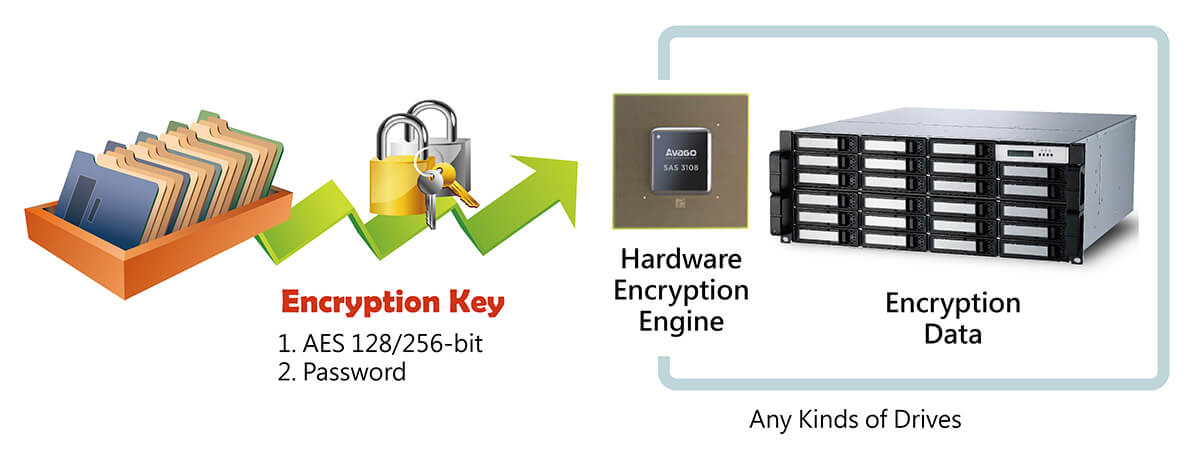 Encryption Key
1. AES 128/256-bit
2. Password
AVAGO
SAS 3108
Hardware
Encryption
Engine
Encryption
Data
Any Kinds of Drives